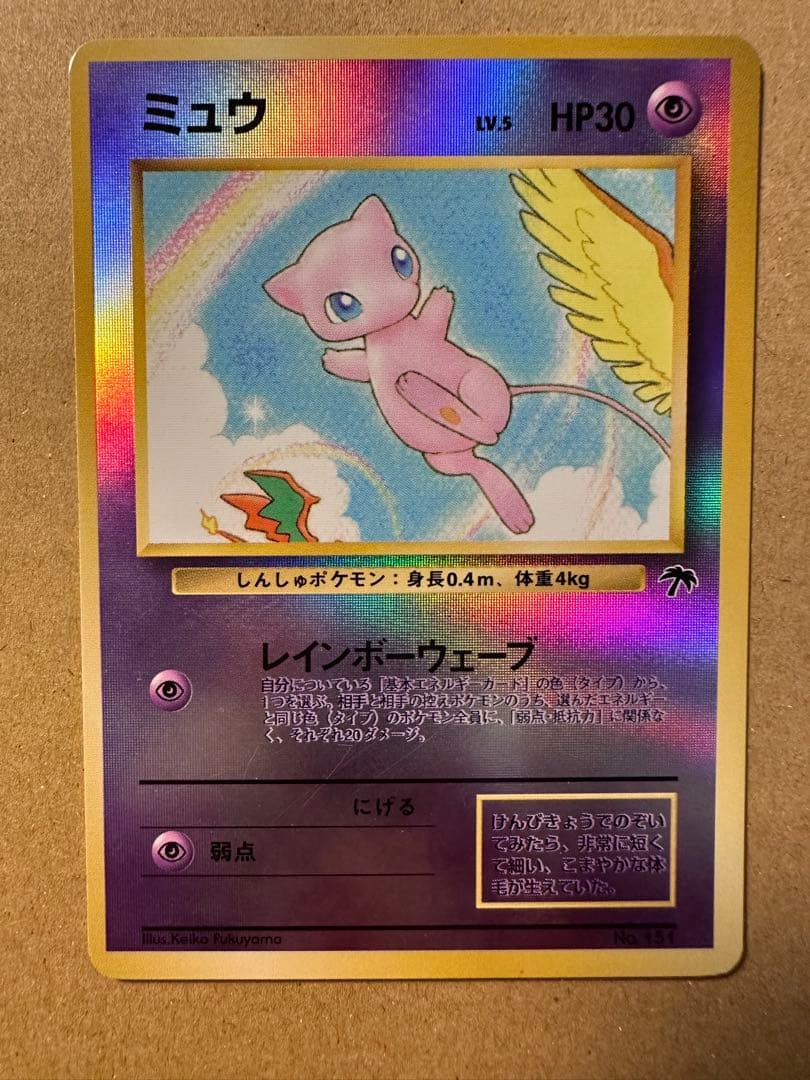 ミュウ LV.5 HP30
しんしゅポケモン：身長0.4m、体重4kg
レインボーウェーブ
自分についている「基本エネルギーカード」の色（タイプ）から、
1つを選ぶ。相手と相手の控えポケモンのうち、選んだエネルギー
と同じ色（タイプ）のポケモン全員に、「弱点・抵抗力」に関係な
く、それぞれ20ダメージ。
にげる
弱点
けんびきょうでのぞい
てみたら、非常に短く
て細い、こまやかな体
毛が生えていた。
Illus.Keiko Fukuyama
No.151